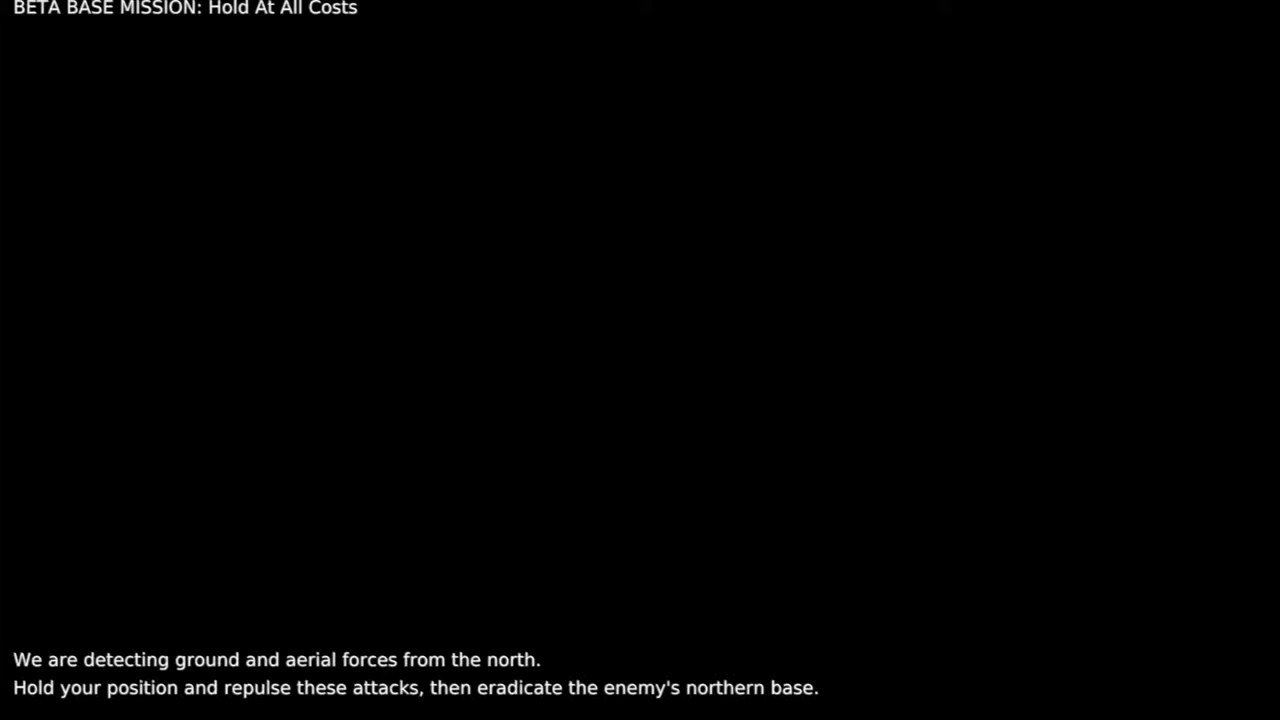 BETA BASE MISSION: Hold At All Costs
We are detecting ground and aerial forces from the north.
Hold your position and repulse these attacks, then eradicate the enemy's northern base.